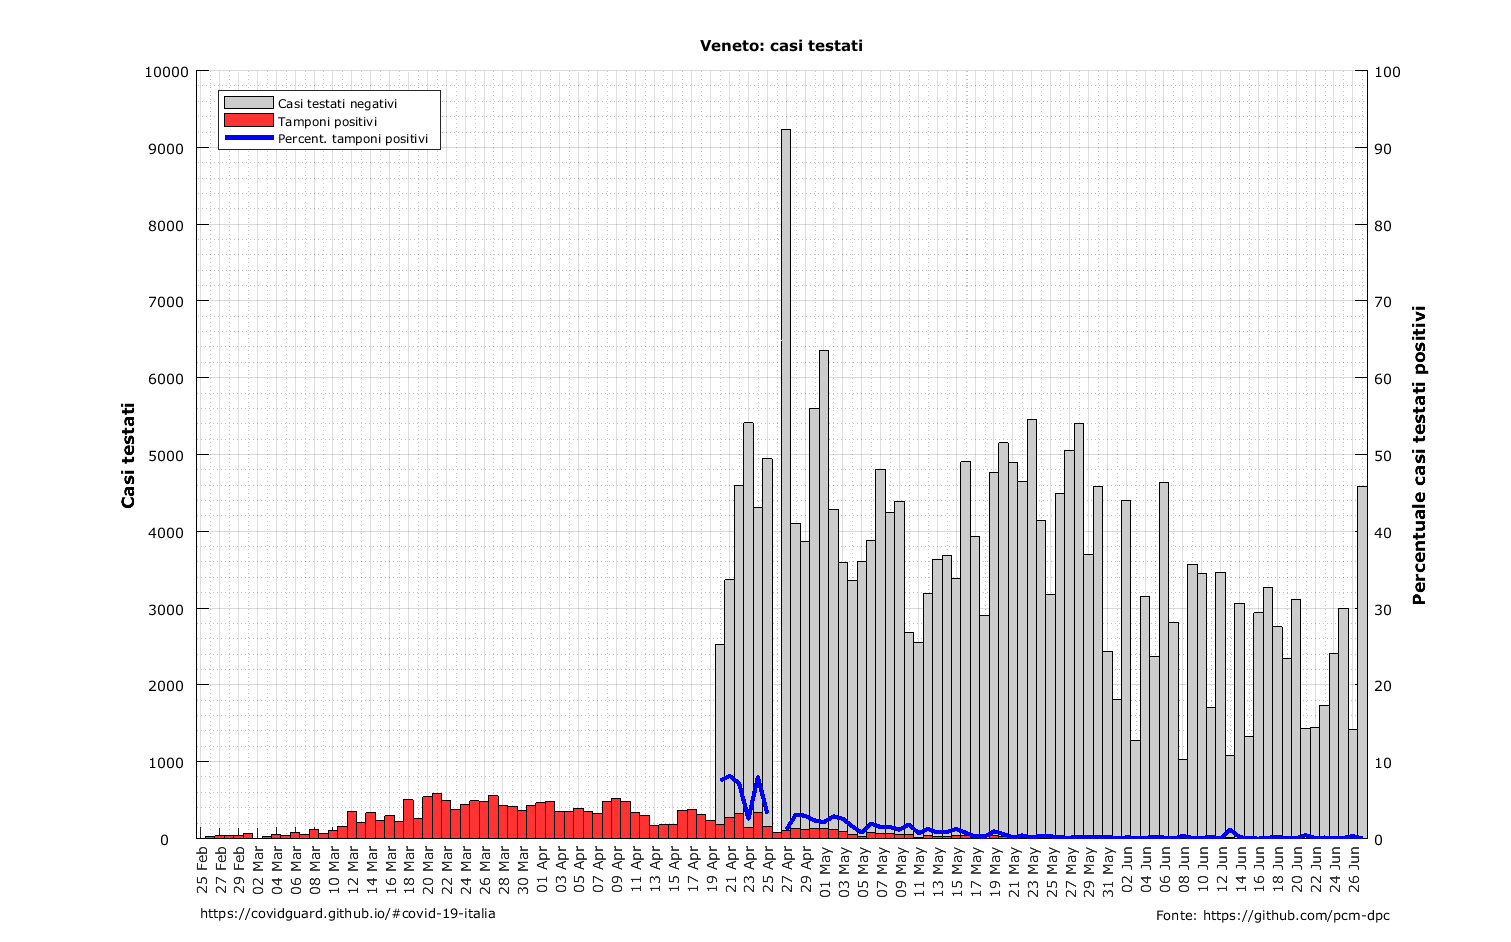 Veneto: casi testati
Casi testati negativi
Tamponi positivi
Percent. tamponi positivi
Casi testati
10000
9000
8000
7000
6000
5000
4000
3000
2000
1000
0
100
90
80
70
60
50
40
30
20
10
0
Percentuale casi testati positivi
25 Feb
27 Feb
29 Feb
02 Mar
04 Mar
06 Mar
08 Mar
10 Mar
12 Mar
14 Mar
16 Mar
18 Mar
20 Mar
22 Mar
24 Mar
26 Mar
28 Mar
30 Mar
01 Apr
03 Apr
05 Apr
07 Apr
09 Apr
11 Apr
13 Apr
15 Apr
17 Apr
19 Apr
21 Apr
23 Apr
25 Apr
27 Apr
29 Apr
01 May
03 May
05 May
07 May
09 May
11 May
13 May
15 May
17 May
19 May
21 May
23 May
25 May
27 May
29 May
31 May
02 Jun
04 Jun
06 Jun
08 Jun
10 Jun
12 Jun
14 Jun
16 Jun
18 Jun
20 Jun
22 Jun
24 Jun
26 Jun
https://covidguard.github.io/#covid-19-italia
Fonte: https://github.com/pcm-dpc